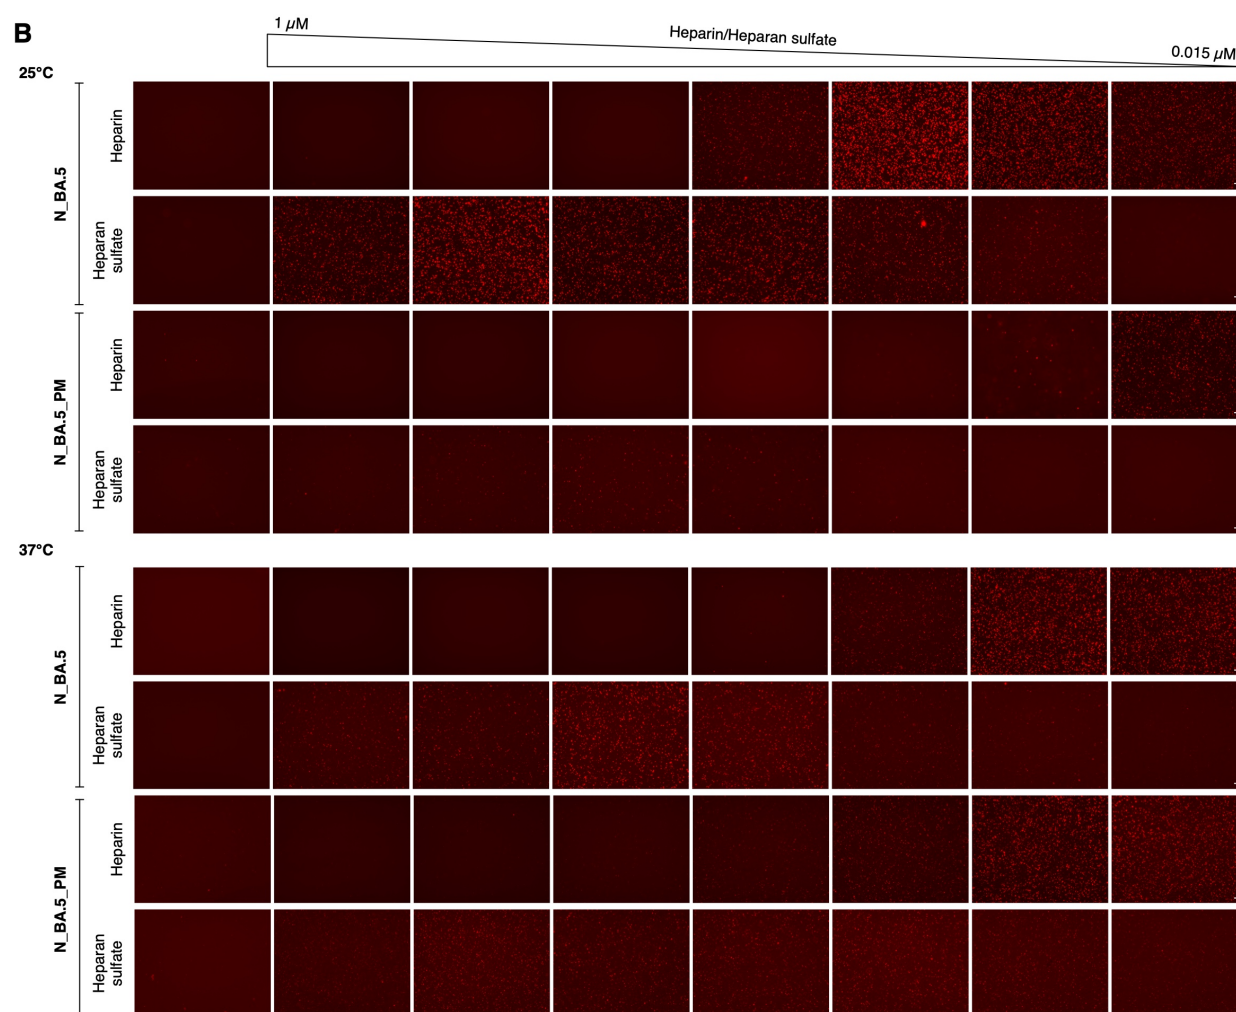 B
1 µM
Heparin/Heparan sulfate
0.015 µM
25°C
N_BA.5
Heparin
Heparan
sulfate
N_BA.5_PM
Heparin
Heparan
sulfate
37°C
N_BA.5
Heparin
Heparan
sulfate
N_BA.5_PM
Heparin
Heparan
sulfate